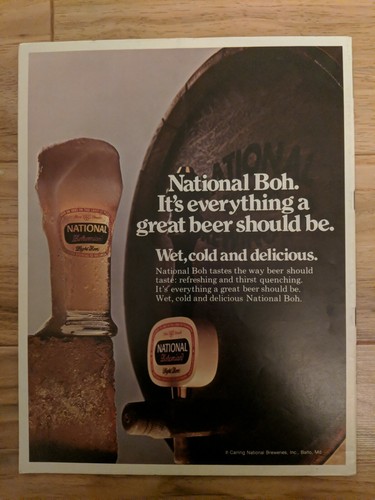 National Boh.
It's everything a
great beer should be.
Wet, cold and delicious.
National Boh tastes the way beer should
taste: refreshing and thirst quenching.
It's everything a great beer should be.
Wet, cold and delicious National Boh.
NATIONAL
NATIONAL
Bohemian
Light Beer
NATIONAL
Bohemian
Light Beer
© Carling National Breweries, Inc., Balto., Md.